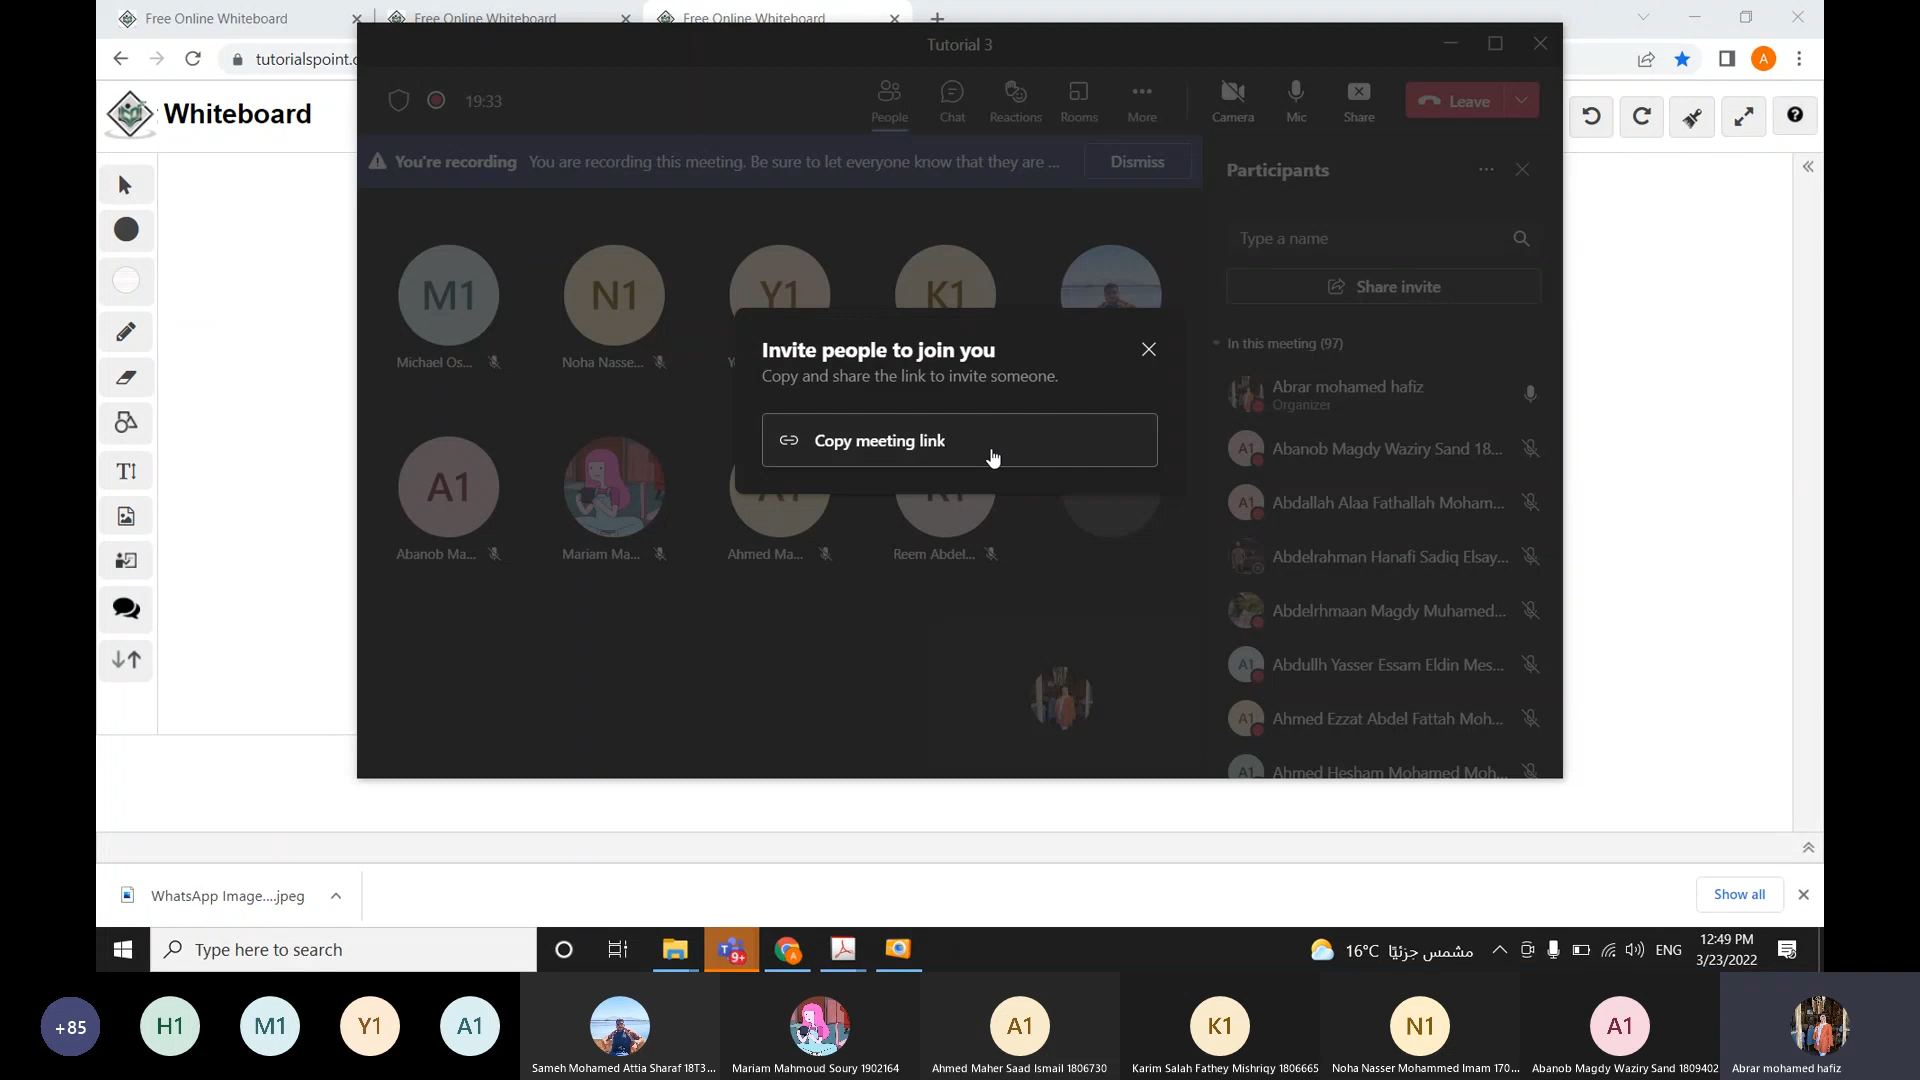 Free Online Whiteboard
Free Online Whiteboard
Free Online Whiteboard
tutorialspoint.c
Whiteboard
Tutorial 3
19:33
People
Chat
Reactions
Rooms
More
Camera
Mic
Share
Leave
You're recording You are recording this meeting. Be sure to let everyone know that they are ...
Dismiss
Participants
Type a name
Share invite
In this meeting (97)
Abrar mohamed hafiz
Organizer
A1 Abanob Magdy Waziry Sand 18...
A1 Abdallah Alaa Fathallah Moham...
Abdelrahman Hanafi Sadiq Elsay...
Abdelrhmaan Magdy Muhamed...
A1 Abdullh Yasser Essam Eldin Mes...
A1 Ahmed Ezzat Abdel Fattah Moh...
A1 Ahmed Hesham Mohamed Moh...
M1
N1
Y1
K1
Michael Os...
Noha Nasse...
Invite people to join you
Copy and share the link to invite someone.
Copy meeting link
A1
Abanob Ma...
Mariam Ma...
Ahmed Ma...
Reem Abdel...
T↕
WhatsApp Image....jpeg
Show all
Type here to search
9+
16°C مشمس جزئيًا
ENG
12:49 PM
3/23/2022
+85
H1
M1
Y1
A1
Sameh Mohamed Attia Sharaf 18T3...
Mariam Mahmoud Soury 1902164
A1
Ahmed Maher Saad Ismail 1806730
K1
Karim Salah Fathey Mishriqy 1806665
N1
Noha Nasser Mohammed Imam 170...
A1
Abanob Magdy Waziry Sand 1809402
Abrar mohamed hafiz